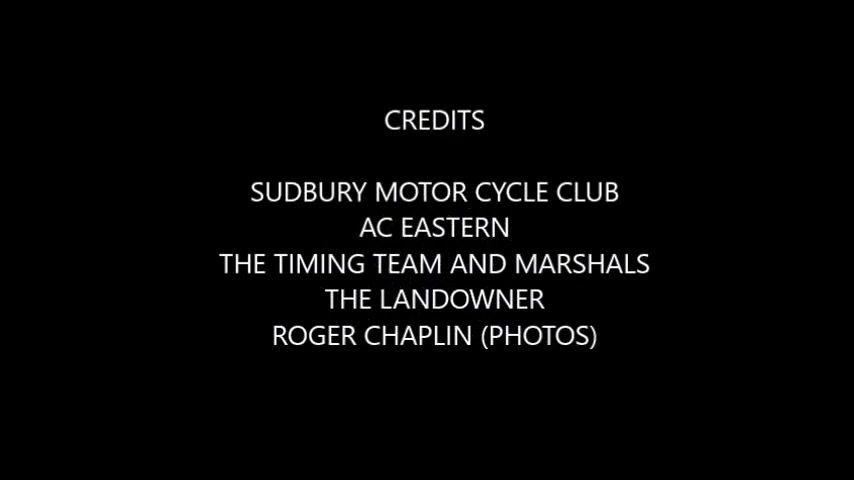 CREDITS
SUDBURY MOTOR CYCLE CLUB
AC EASTERN
THE TIMING TEAM AND MARSHALS
THE LANDOWNER
ROGER CHAPLIN (PHOTOS)